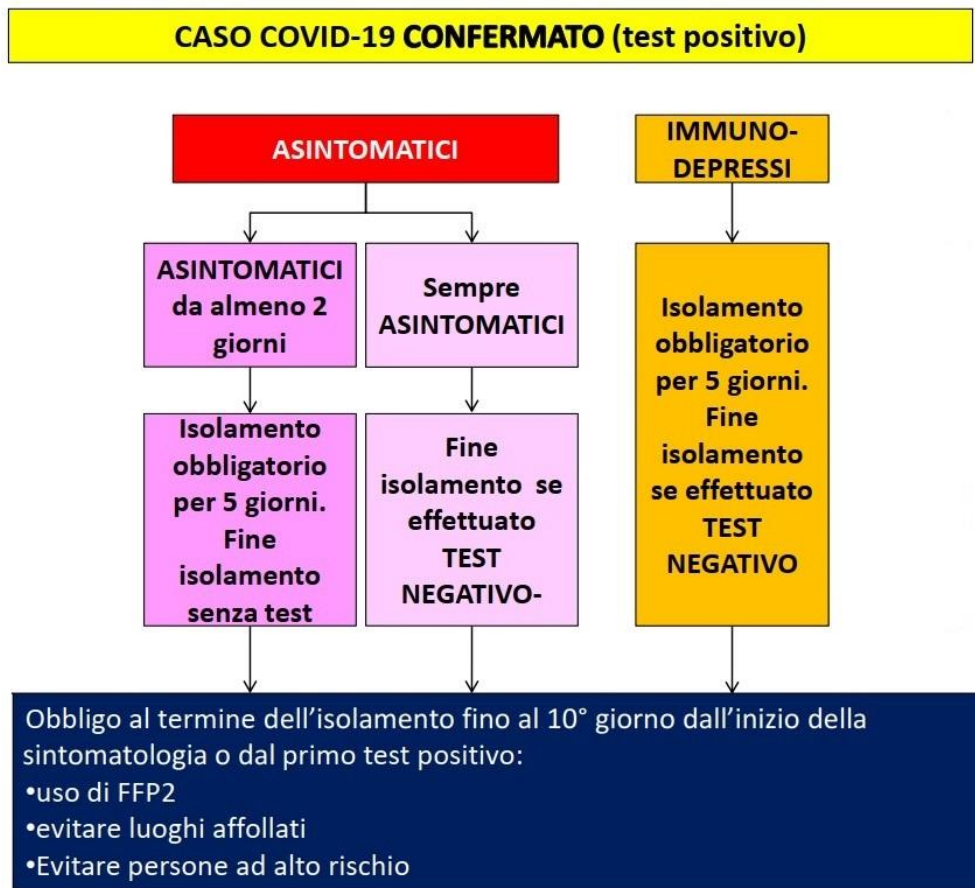 CASO COVID-19 CONFERMATO (test positivo)
ASINTOMATICI
IMMUNO-
DEPRESSI
ASINTOMATICI
da almeno 2
giorni
Sempre
ASINTOMATICI
Isolamento
obbligatorio
per 5 giorni.
Fine
isolamento
se effettuato
TEST
NEGATIVO
Isolamento
obbligatorio
per 5 giorni.
Fine
isolamento
senza test
Fine
isolamento se
effettuato
TEST
NEGATIVO-
Obbligo al termine dell'isolamento fino al 10° giorno dall'inizio della
sintomatologia o dal primo test positivo:
•uso di FFP2
•evitare luoghi affollati
•Evitare persone ad alto rischio